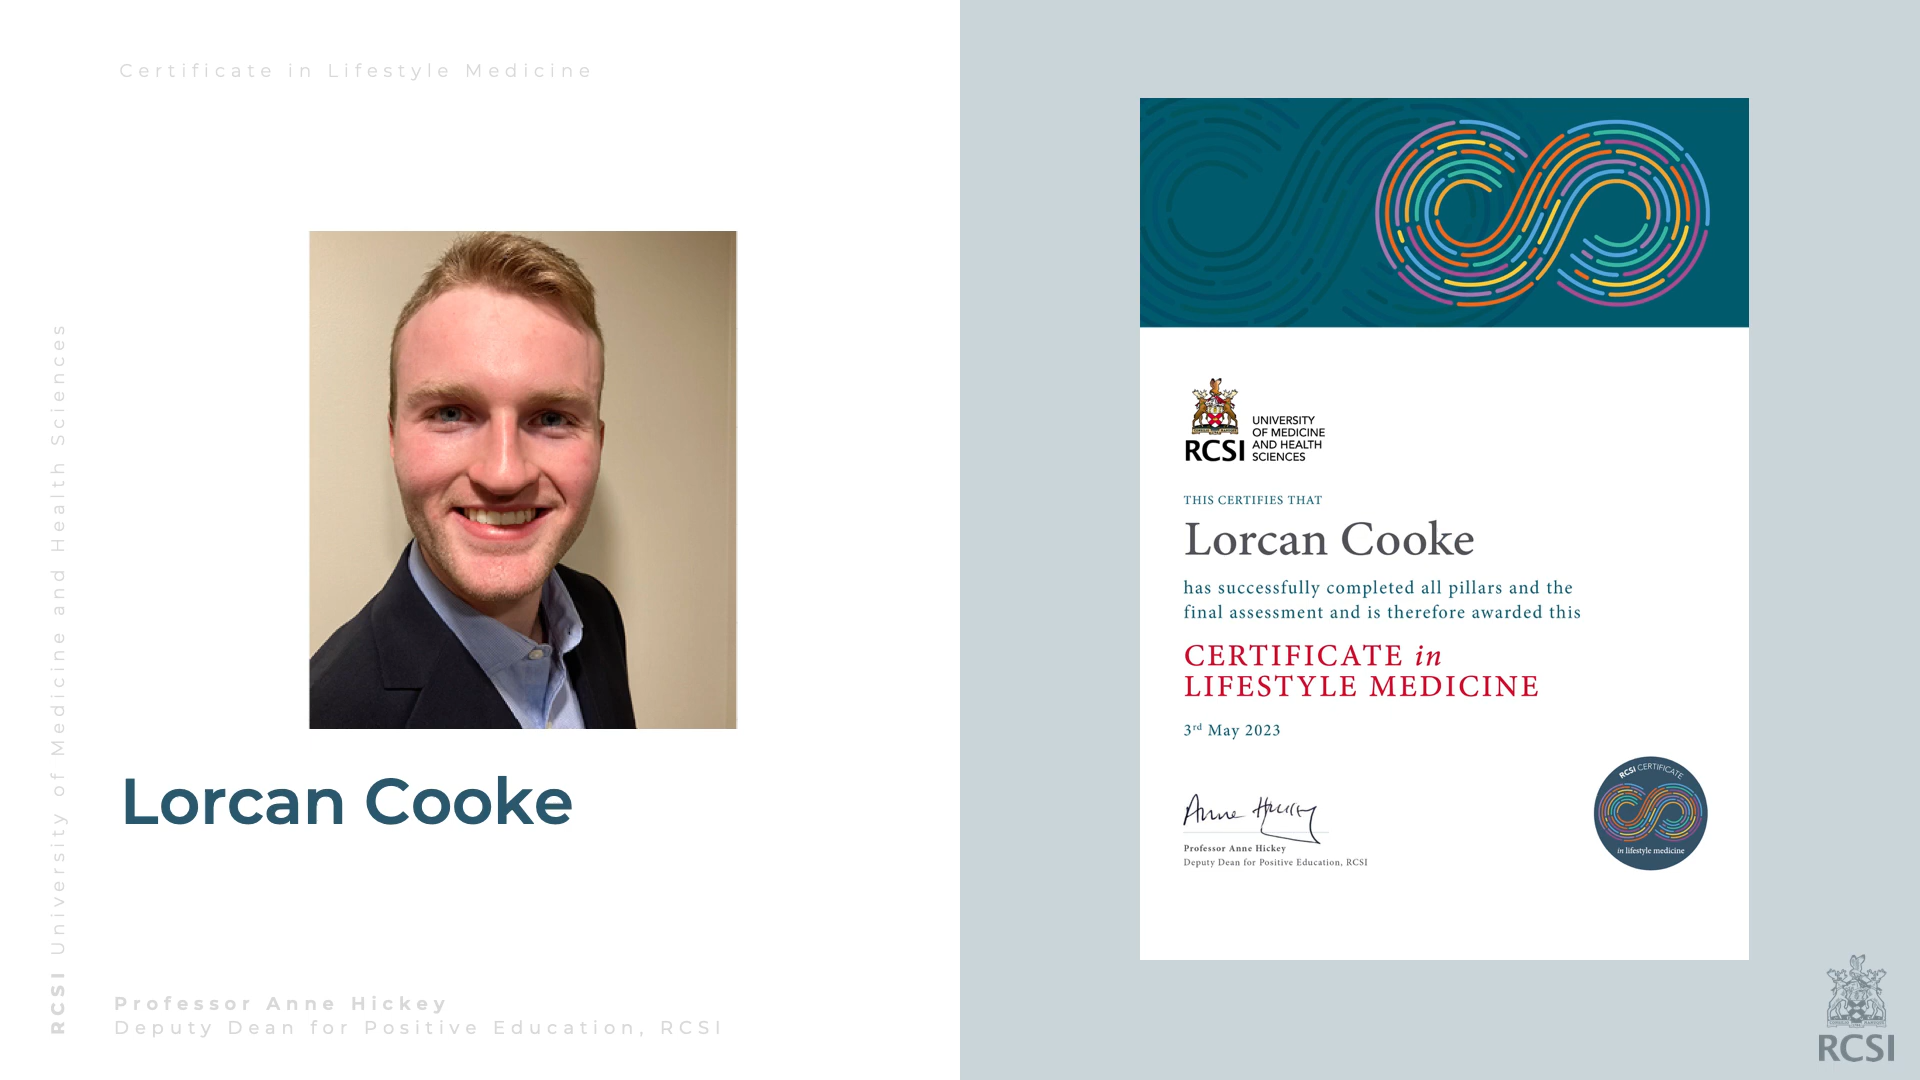 Certificate in Lifestyle Medicine
RCSI University of Medicine and Health Sciences
Lorcan Cooke
Professor Anne Hickey
Deputy Dean for Positive Education, RCSI
RCSI
UNIVERSITY
OF MEDICINE
AND HEALTH
SCIENCES
THIS CERTIFIES THAT
Lorcan Cooke
has successfully completed all pillars and the
final assessment and is therefore awarded this
CERTIFICATE in
LIFESTYLE MEDICINE
3rd May 2023
Anne Hickey
Professor Anne Hickey
Deputy Dean for Positive Education, RCSI
RCSI CERTIFICATE
in lifestyle medicine
RCSI